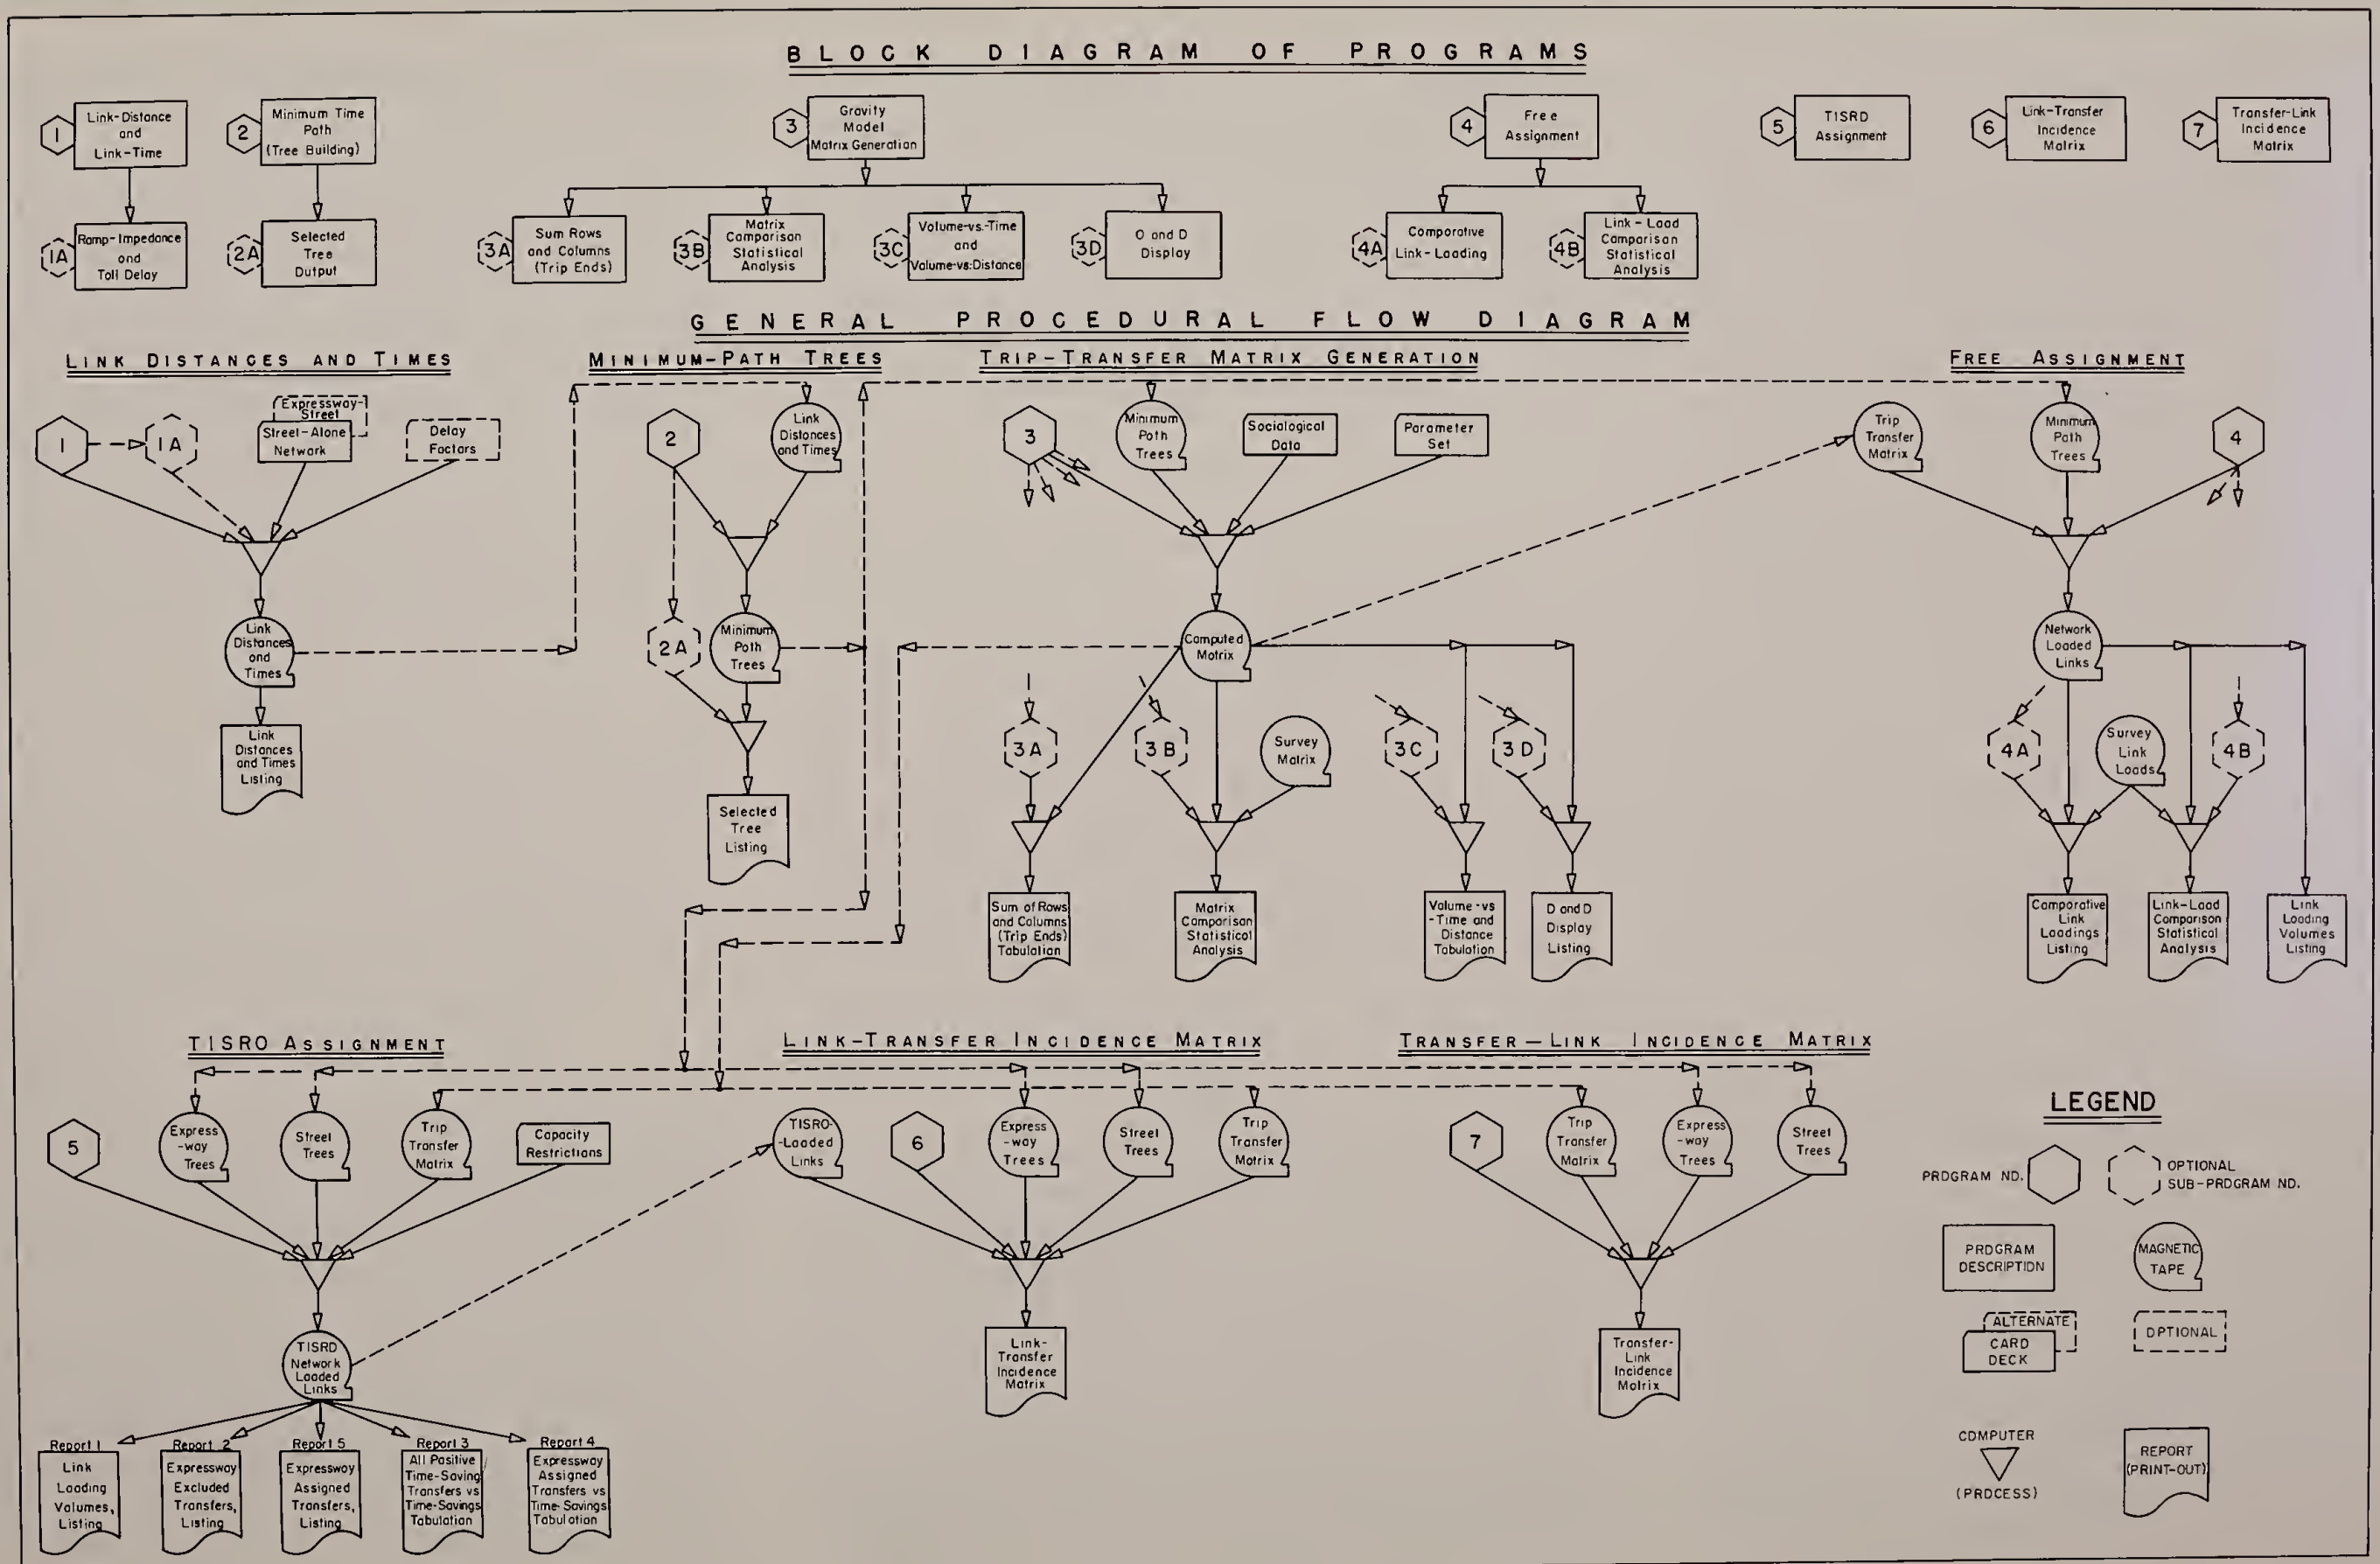 BLOCK DIAGRAM OF PROGRAMS
1
Link-Distance
and
Link-Time
2
Minimum Time
Path
(Tree Building)
3
Gravity
Model
Matrix Generation
4
Free
Assignment
5
TISRD
Assignment
6
Link-Transfer
Incidence
Matrix
7
Transfer-Link
Incidence
Matrix
1A
Ramp-Impedance
and
Toll Delay
2A
Selected
Tree
Output
3A
Sum Rows
and Columns
(Trip Ends)
3B
Matrix
Comparison
Statistical
Analysis
3C
Volume-vs.-Time
and
Volume-vs.-Distance
3D
O and D
Display
4A
Comparative
Link-Loading
4B
Link-Load
Comparison
Statistical
Analysis
GENERAL PROCEDURAL FLOW DIAGRAM
LINK DISTANCES AND TIMES
1
1A
Expressway-
Street
Street-Alone
Network
Delay
Factors
Link
Distances
and
Times
Link
Distances
and Times
Listing
MINIMUM-PATH TREES
2
Link
Distances
and Times
2A
Minimum
Path
Trees
Selected
Tree
Listing
TRIP-TRANSFER MATRIX GENERATION
3
Minimum
Path
Trees
Sociological
Data
Parameter
Set
Computed
Matrix
3A
3B
Survey
Matrix
3C
3D
Sum of Rows
and Columns
(Trip Ends)
Tabulation
Matrix
Comparison
Statistical
Analysis
Volume-vs
-Time and
Distance
Tabulation
D and D
Display
Listing
FREE ASSIGNMENT
Trip
Transfer
Matrix
Minimum
Path
Trees
4
Network
Loaded
Links
4A
Survey
Link
Loads
4B
Comparative
Link
Loadings
Listing
Link-Load
Comparison
Statistical
Analysis
Link
Loading
Volumes
Listing
TISRO ASSIGNMENT
5
Express
-way
Trees
Street
Trees
Trip
Transfer
Matrix
Capacity
Restrictions
TISRD
Network
Loaded
Links
Report 1
Link
Loading
Volumes,
Listing
Report 2
Expressway
Excluded
Transfers,
Listing
Report 5
Expressway
Assigned
Transfers,
Listing
Report 3
All Positive
Time-Saving
Transfers vs
Time-Savings
Tabulation
Report 4
Expressway
Assigned
Transfers vs
Time-Savings
Tabulation
LINK-TRANSFER INCIDENCE MATRIX
TISRO-
-Loaded
Links
6
Express
-way
Trees
Street
Trees
Trip
Transfer
Matrix
Link-
Transfer
Incidence
Matrix
TRANSFER-LINK INCIDENCE MATRIX
7
Trip
Transfer
Matrix
Express
-way
Trees
Street
Trees
Transfer-
Link
Incidence
Matrix
LEGEND
PRDGRAM ND.
OPTIONAL
SUB-PRDGRAM ND.
PRDGRAM
DESCRIPTION
MAGNETIC
TAPE
ALTERNATE
CARD
DECK
DPTIONAL
CDMPUTER
(PRDCESS)
REPORT
(PRINT-OUT)